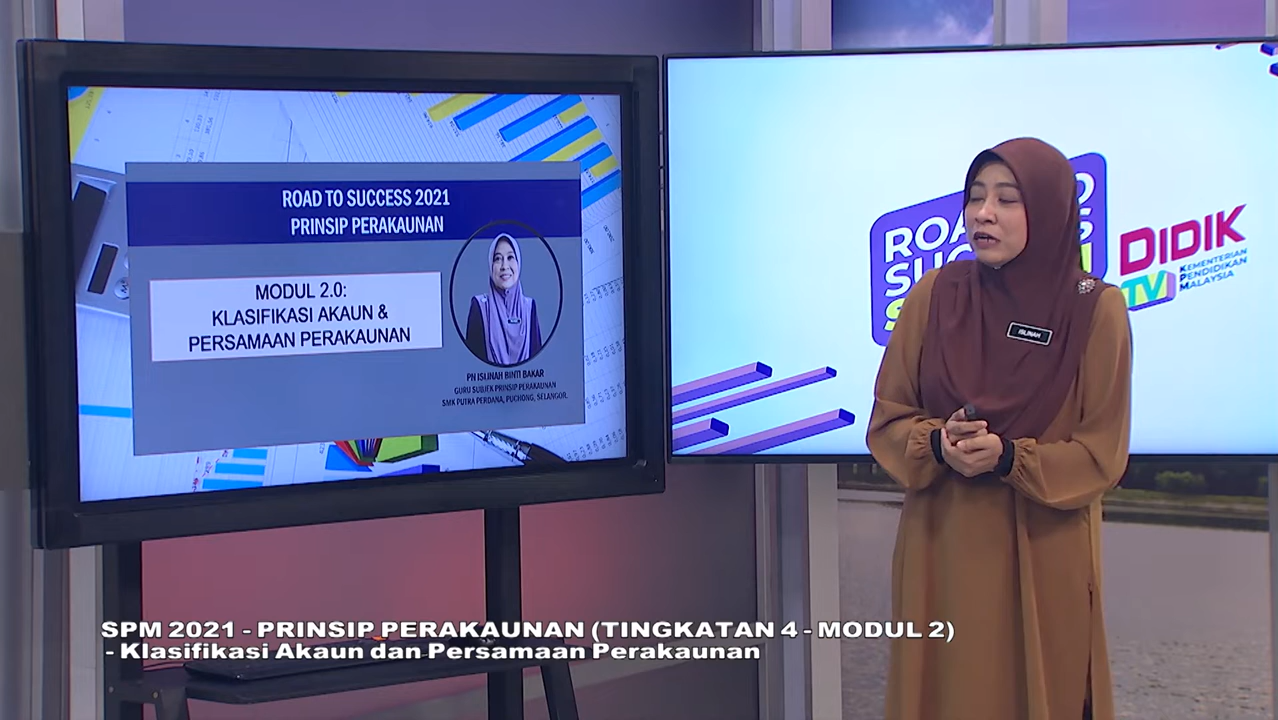 ROAD TO SUCCESS 2021
PRINSIP PERAKAUNAN
MODUL 2.0:
KLASIFIKASI AKAUN &
PERSAMAAN PERAKAUNAN
PN ISLINAH BINTI BAKAR
GURU SUBJEK PRINSIP PERAKAUNAN
SMK PUTRA PERDANA, PUCHONG, SELANGOR.
DIDIK
TV
KEMENTERIAN
PENDIDIKAN
MALAYSIA
ISLINAH
SPM 2021 - PRINSIP PERAKAUNAN (TINGKATAN 4 - MODUL 2)
- Klasifikasi Akaun dan Persamaan Perakaunan